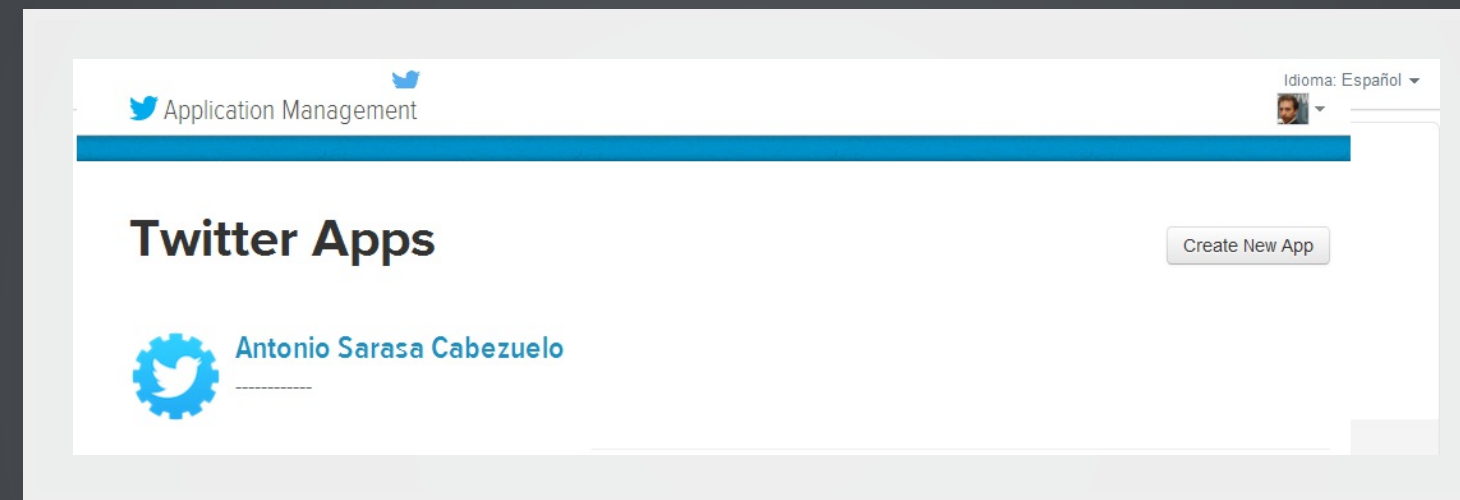 Idioma: Español
Application Management
Twitter Apps
Create New App
Antonio Sarasa Cabezuelo
------------